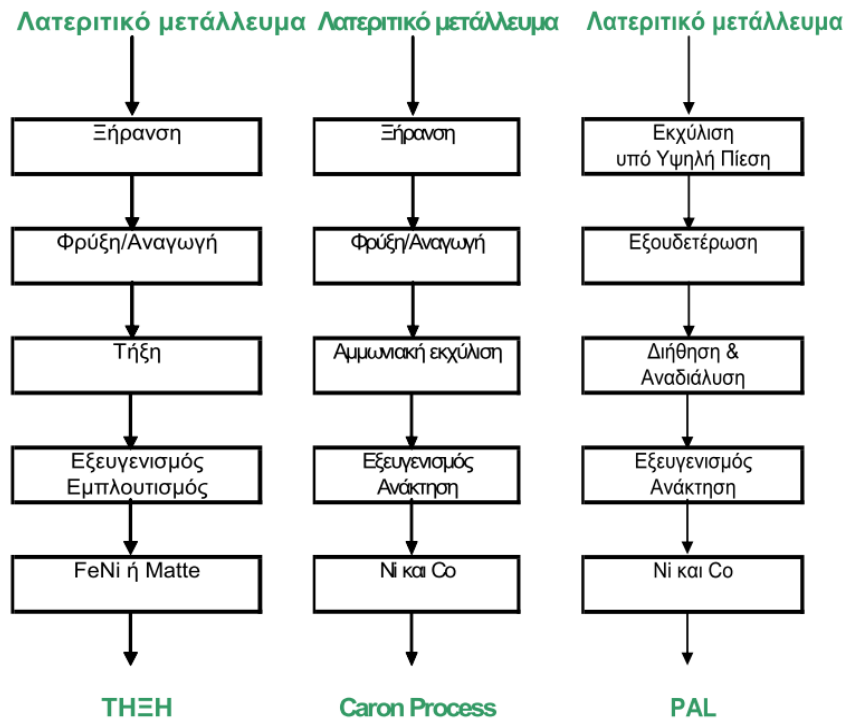 Λατεριτικό μετάλλευμα
Ξήρανση
Φρύξη/Αναγωγή
Τήξη
Εξευγενισμός
Εμπλουτισμός
FeNi ή Matte
ΤΗΞΗ
Λατεριτικό μετάλλευμα
Ξήρανση
Φρύξη/Αναγωγή
Αμμωνιακή εκχύλιση
Εξευγενισμός
Ανάκτηση
Ni και Co
Caron Process
Λατεριτικό μετάλλευμα
Εκχύλιση
υπό Υψηλή Πίεση
Εξουδετέρωση
Διήθηση &
Αναδιάλυση
Εξευγενισμός
Ανάκτηση
Ni και Co
PAL